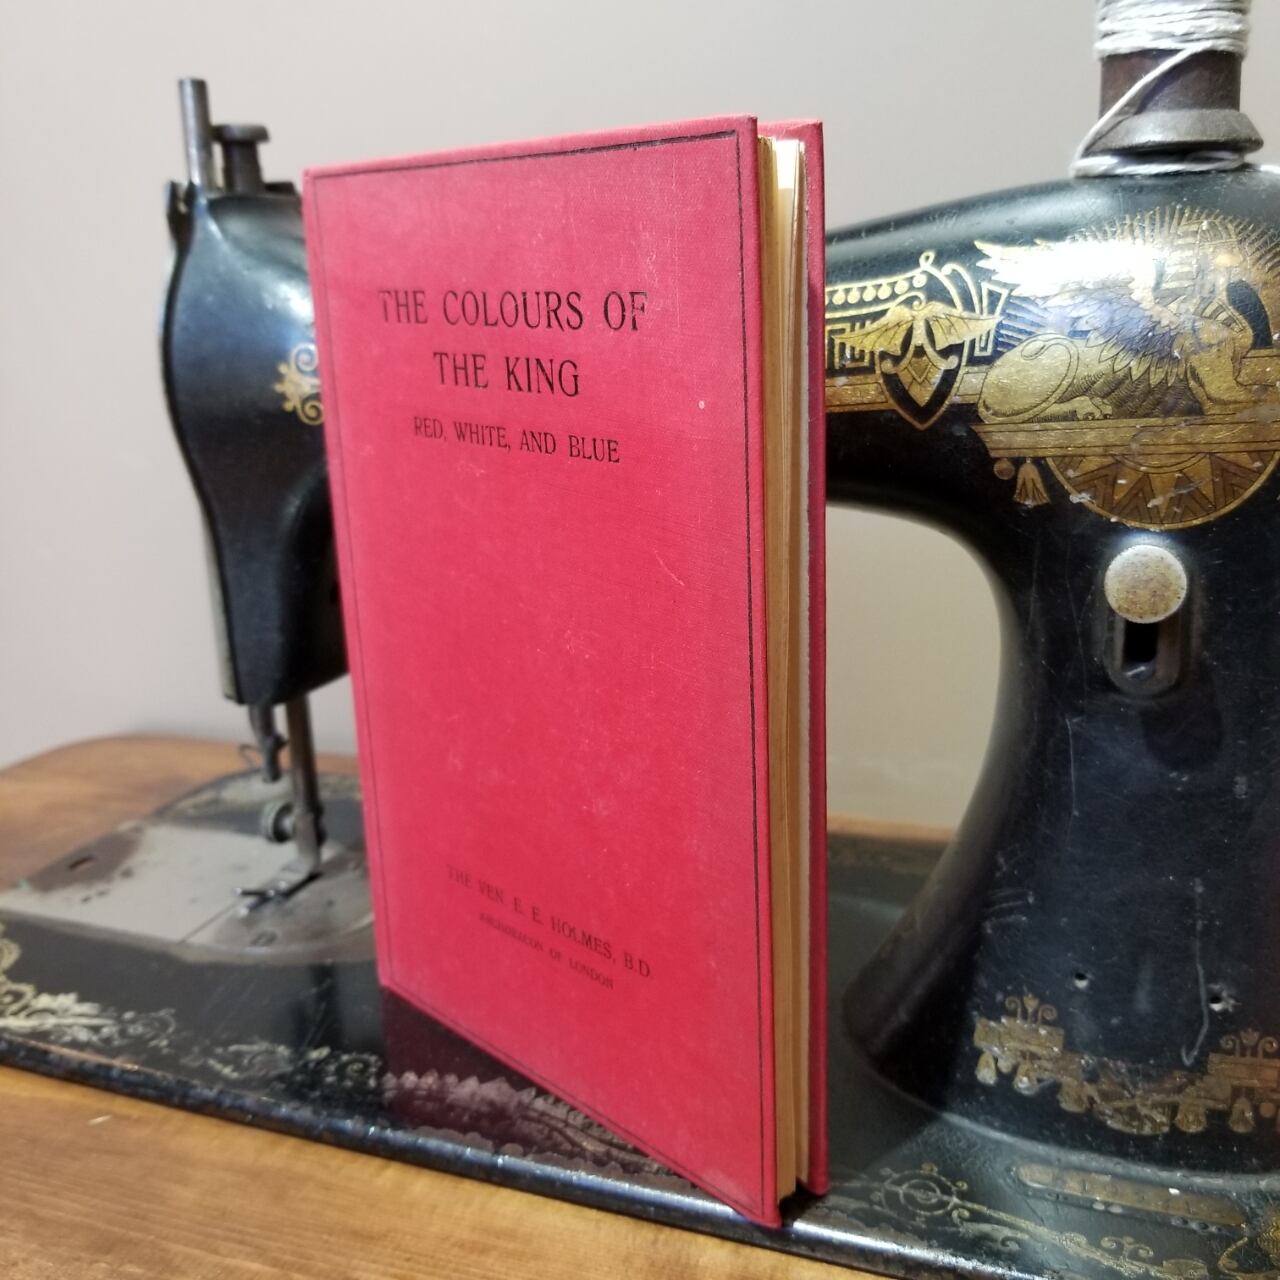 THE COLOURS OF
THE KING
RED, WHITE, AND BLUE
THE VEN. E. E. HOLMES, B.D.
ARCHDEACON OF LONDON